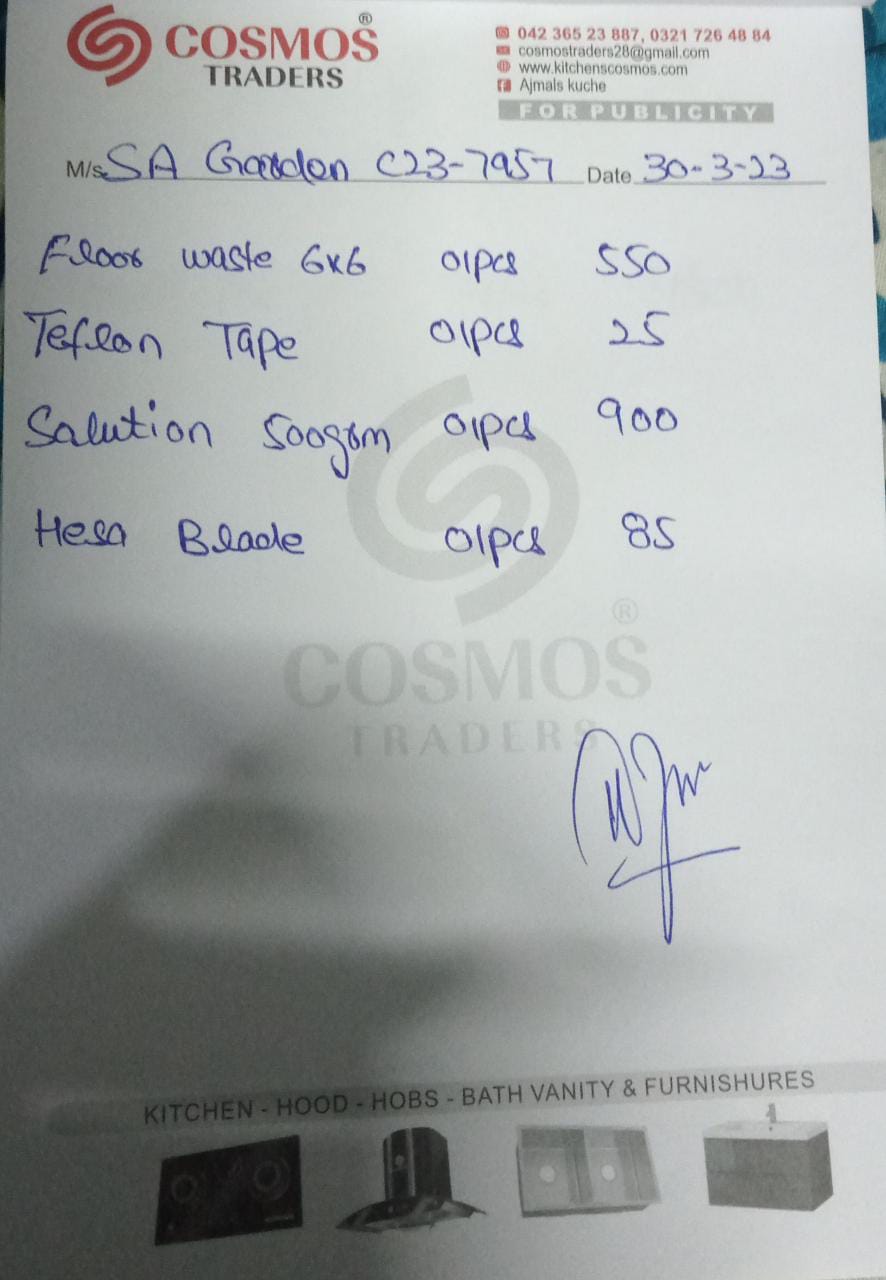 COSMOS ®
TRADERS
042 365 23 887, 0321 726 48 84
cosmostraders28@gmail.com
www.kitchenscosmos.com
Ajmals kuche
FOR PUBLICITY
M/s. SA Garden C23-7957 Date 30-3-23
Floor waste 6x6 01pcs 550
Teflon Tape 01pcs 25
Salution 500grm 01pcs 900
Hesa Blade 01pcs 85
COSMOS ®
TRADERS
KITCHEN - HOOD - HOBS - BATH VANITY & FURNISHURES